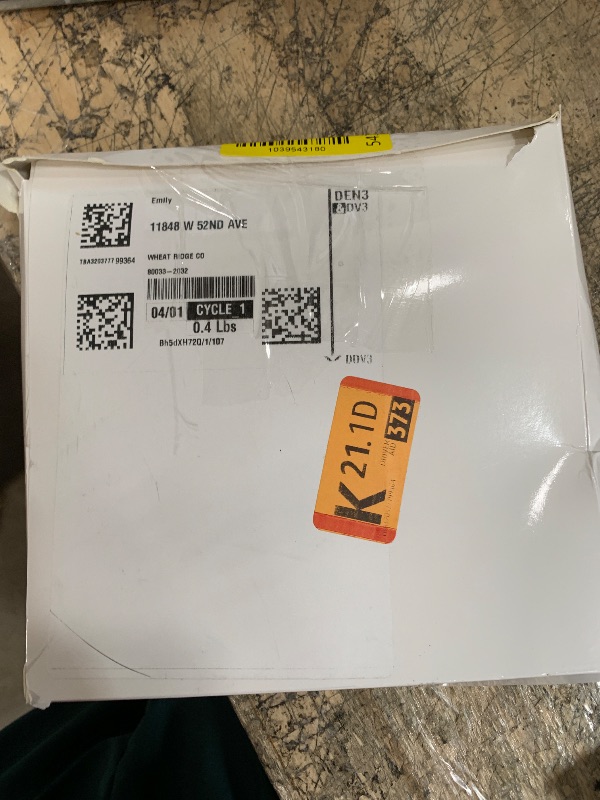 1039543180
54
Emily
11848 W 52ND AVE
DEN3
DV3
TBA3203777 99364
WHEAT RIDGE CO
80033-2032
04/01 CYCLE 1
0.4 Lbs
Bh5dXH72Q/1/107
DDV3
K 21.1D
373